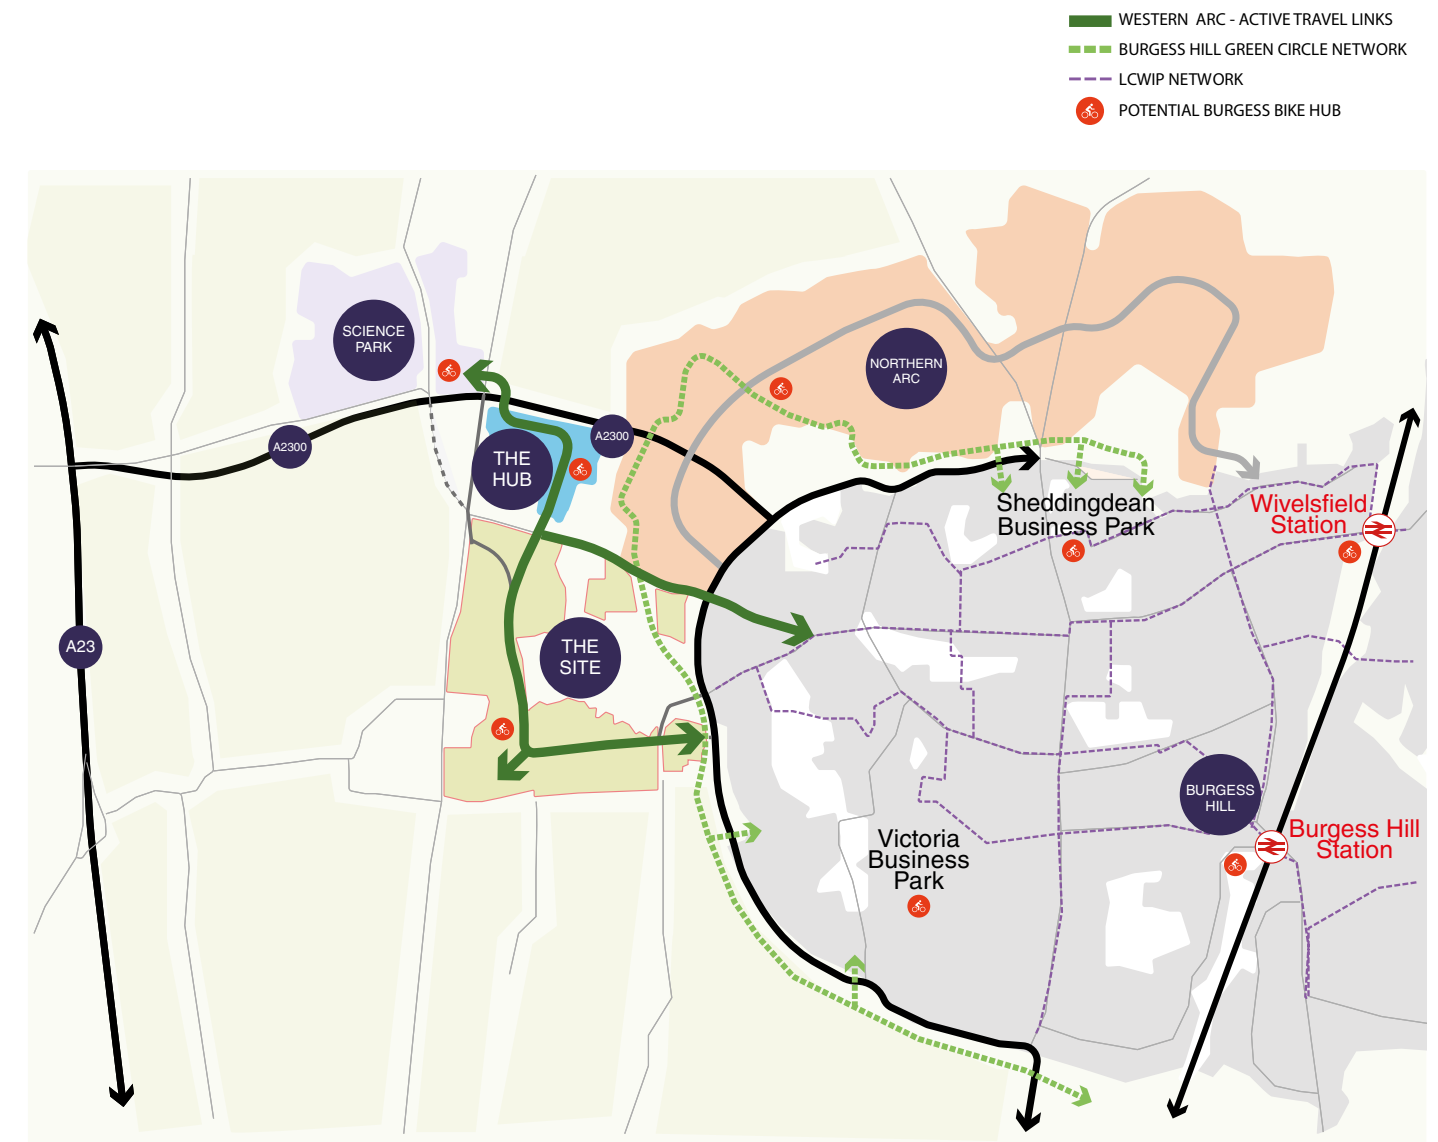 WESTERN ARC - ACTIVE TRAVEL LINKS
BURGESS HILL GREEN CIRCLE NETWORK
LCWIP NETWORK
POTENTIAL BURGESS BIKE HUB
SCIENCE
PARK
NORTHERN
ARC
A2300
A2300
THE
HUB
Sheddingdean
Business Park
Wivelsfield
Station
A23
THE
SITE
BURGESS
HILL
Burgess Hill
Station
Victoria
Business
Park